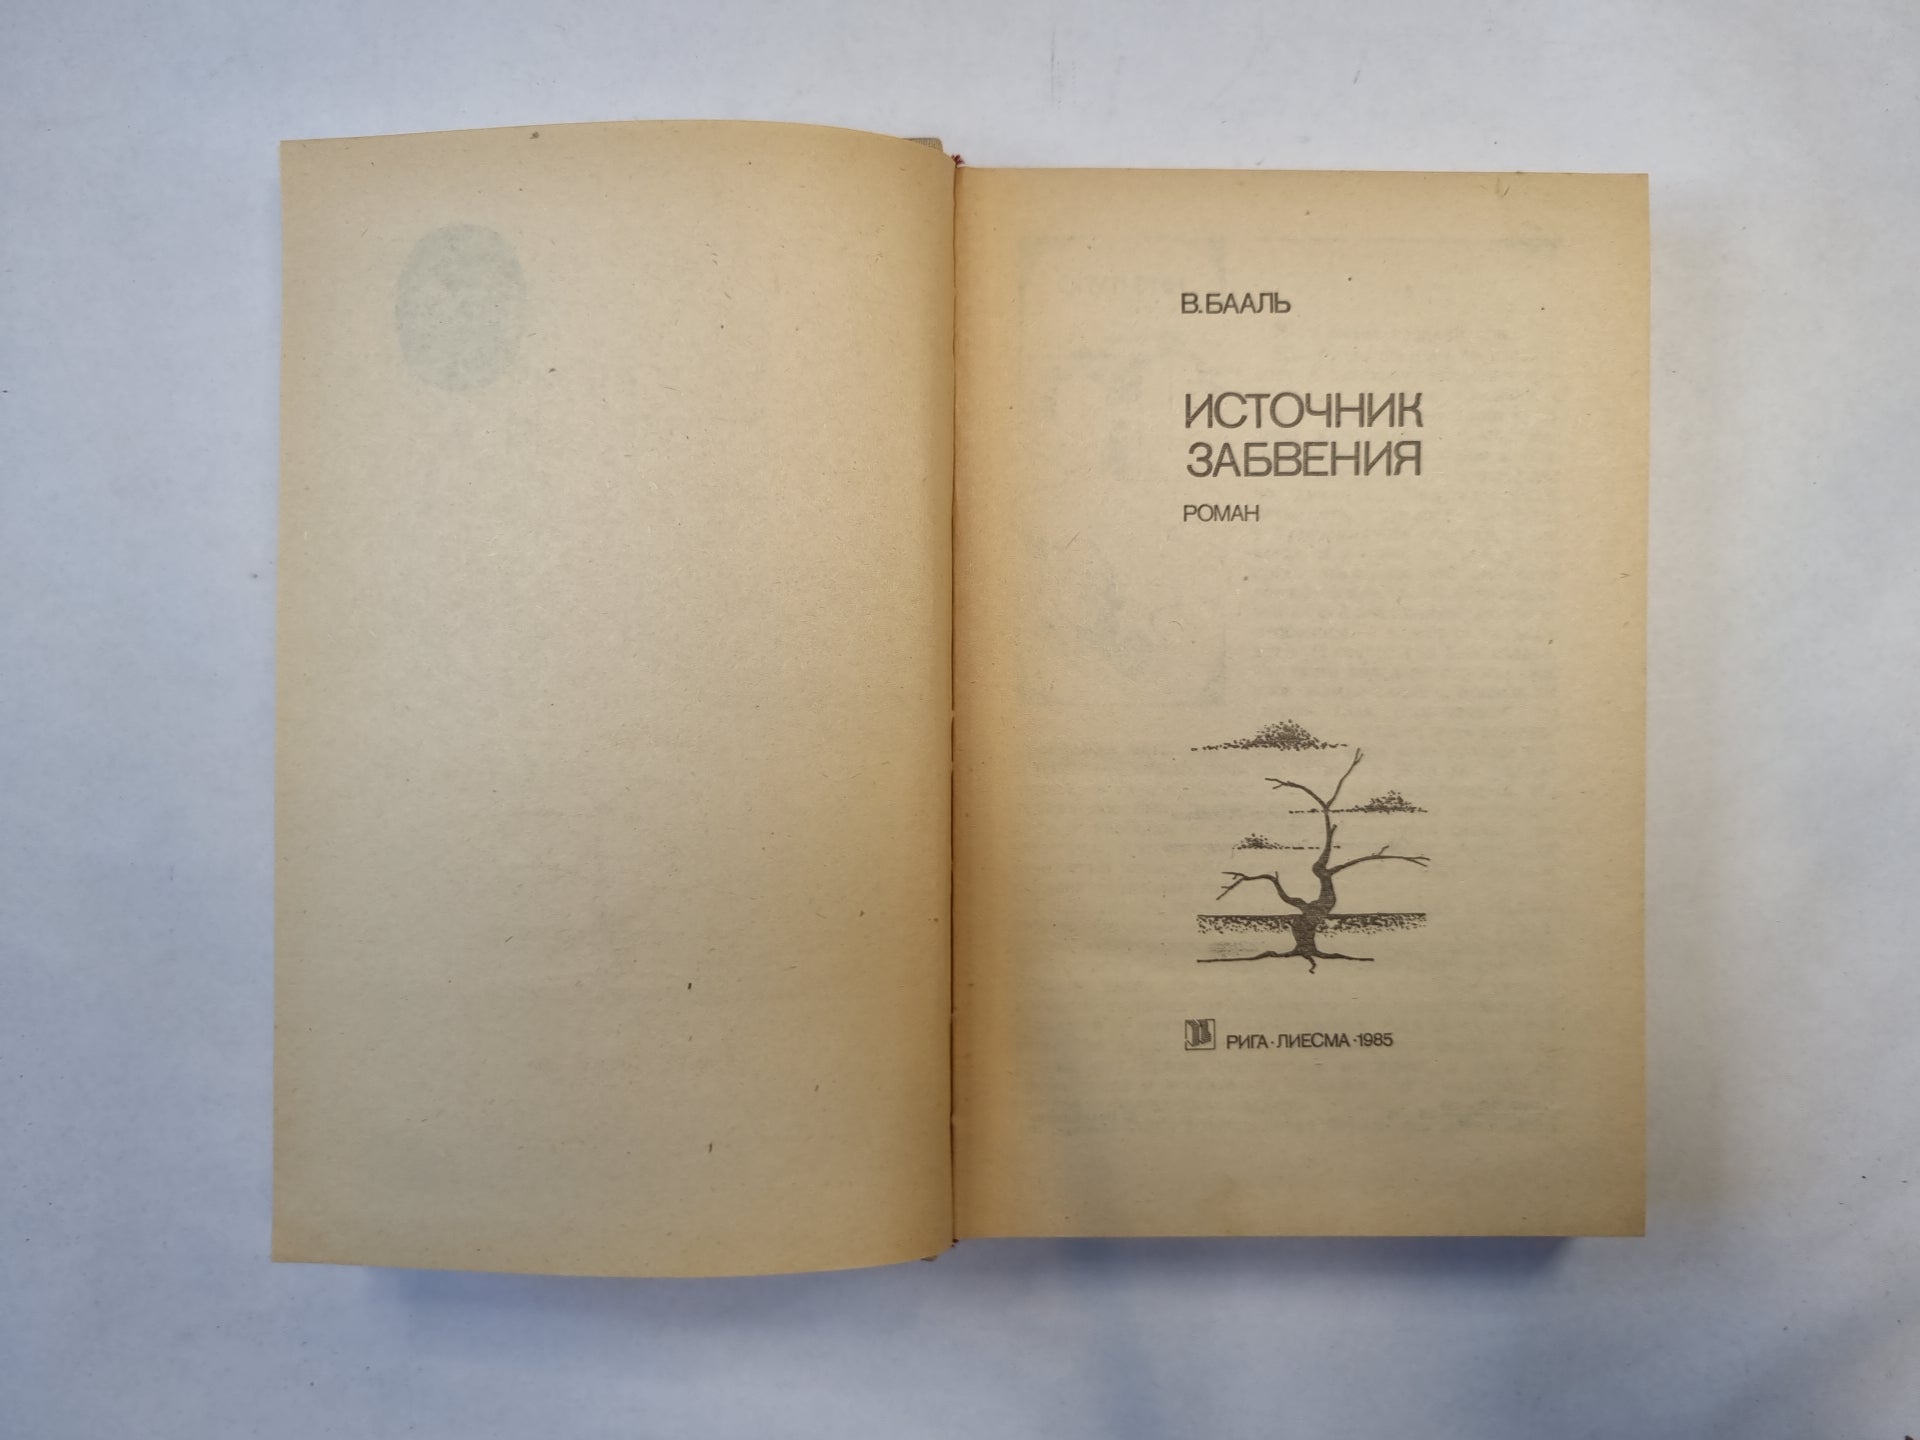 В.БААЛЬ
ИСТОЧНИК
ЗАБВЕНИЯ
РОМАН
РИГА·ЛИЕСМА·1985